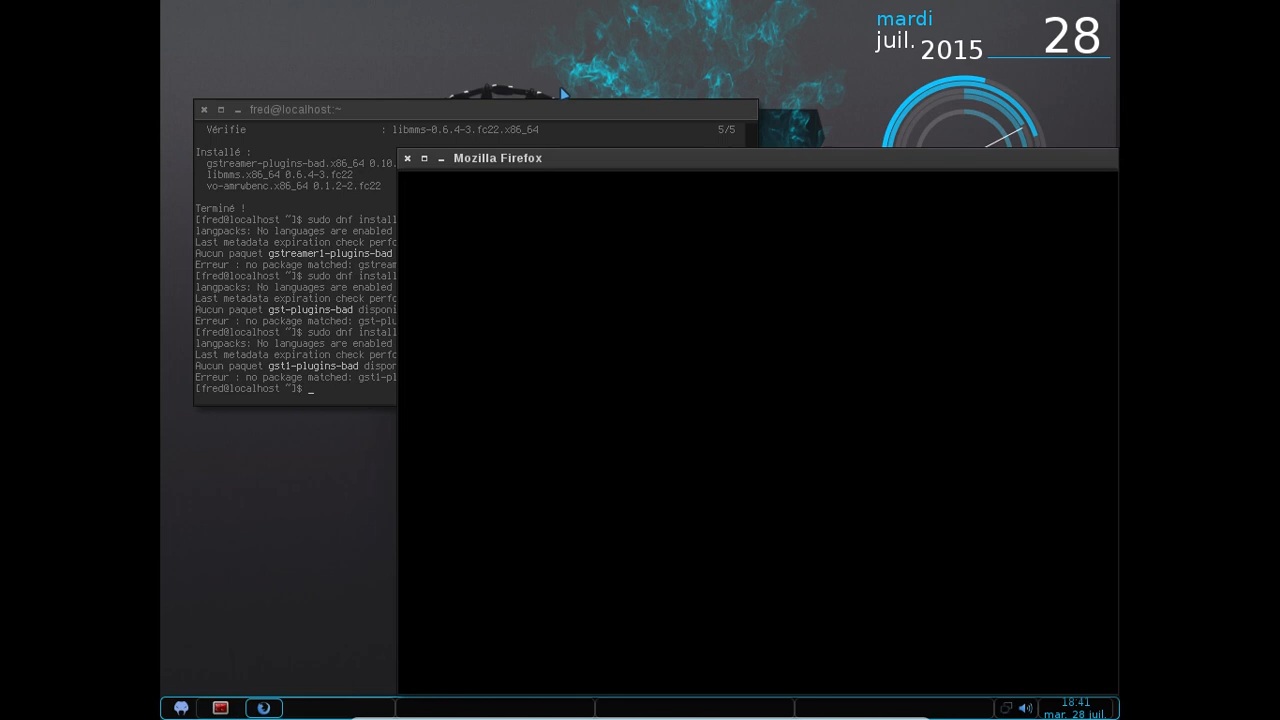 mardi
juil. 2015 28
fred@localhost:~
Vérifie : libmms-0.6.4-3.fc22.x86_64 5/5
Installé :
gstreamer-plugins-bad.x86_64 0.10.
libmms.x86_64 0.6.4-3.fc22
vo-amrwbenc.x86_64 0.1.2-2.fc22
Terminé !
[fred@localhost ~]$ sudo dnf install
langpacks: No languages are enabled
Last metadata expiration check perfo
Aucun paquet gstreamer1-plugins-bad
Erreur : no package matched: gstream
[fred@localhost ~]$ sudo dnf install
langpacks: No languages are enabled
Last metadata expiration check perfo
Aucun paquet gst-plugins-bad disponi
Erreur : no package matched: gst-plu
[fred@localhost ~]$ sudo dnf install
langpacks: No languages are enabled
Last metadata expiration check perfo
Aucun paquet gst1-plugins-bad dispon
Erreur : no package matched: gst1-pl
[fred@localhost ~]$ _
Mozilla Firefox
18:41
mar. 28 juil.